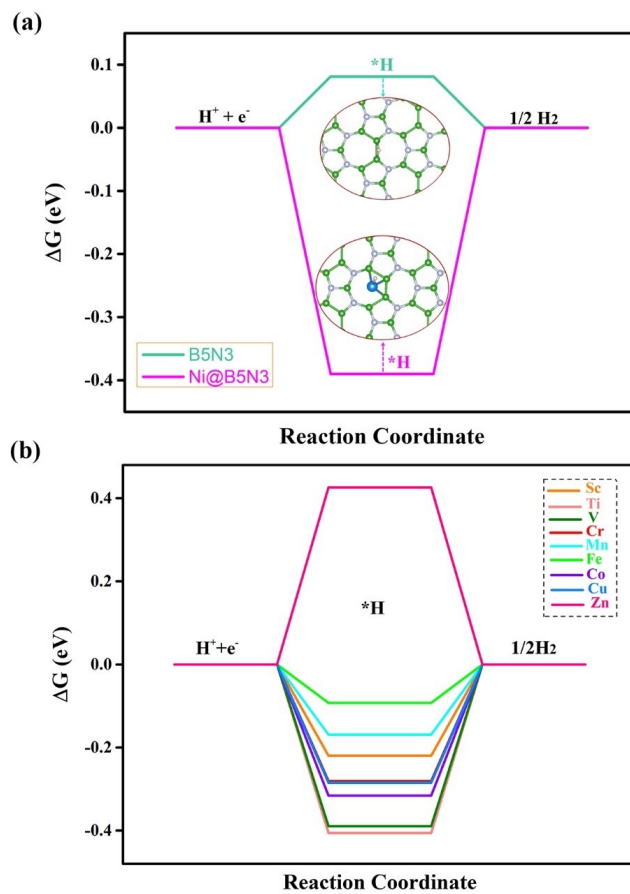 (a)
0.1
*H
H⁺ + e⁻
1/2 H₂
0.0
-0.1
ΔG (eV)
-0.2
-0.3
B5N3
*H
Ni@B5N3
-0.4
Reaction Coordinate
(b)
0.4
Sc
Ti
V
Cr
Mn
Fe
Co
Cu
Zn
0.2
*H
H⁺+e⁻
1/2H₂
0.0
ΔG (eV)
-0.2
-0.4
Reaction Coordinate